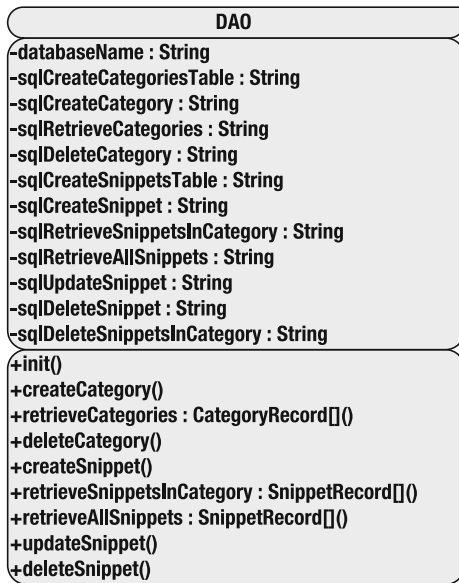 DAO
-databaseName : String
-sqlCreateCategoriesTable : String
-sqlCreateCategory : String
-sqlRetrieveCategories : String
-sqlDeleteCategory : String
-sqlCreateSnippetsTable : String
-sqlCreateSnippet : String
-sqlRetrieveSnippetsInCategory : String
-sqlRetrieveAllSnippets : String
-sqlUpdateSnippet : String
-sqlDeleteSnippet : String
-sqlDeleteSnippetsInCategory : String
+init()
+createCategory()
+retrieveCategories : CategoryRecord[]()
+deleteCategory()
+createSnippet()
+retrieveSnippetsInCategory : SnippetRecord[]()
+retrieveAllSnippets : SnippetRecord[]()
+updateSnippet()
+deleteSnippet()